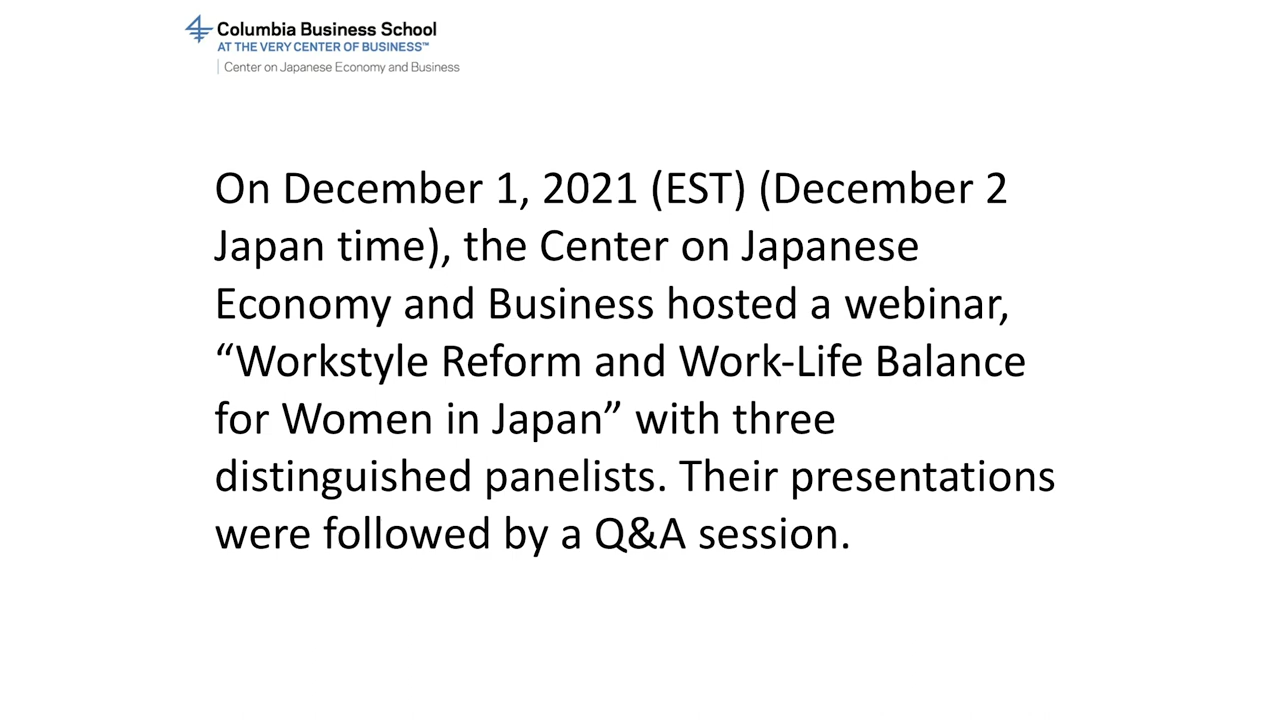 Columbia Business School
AT THE VERY CENTER OF BUSINESS™
Center on Japanese Economy and Business
On December 1, 2021 (EST) (December 2
Japan time), the Center on Japanese
Economy and Business hosted a webinar,
“Workstyle Reform and Work-Life Balance
for Women in Japan” with three
distinguished panelists. Their presentations
were followed by a Q&A session.